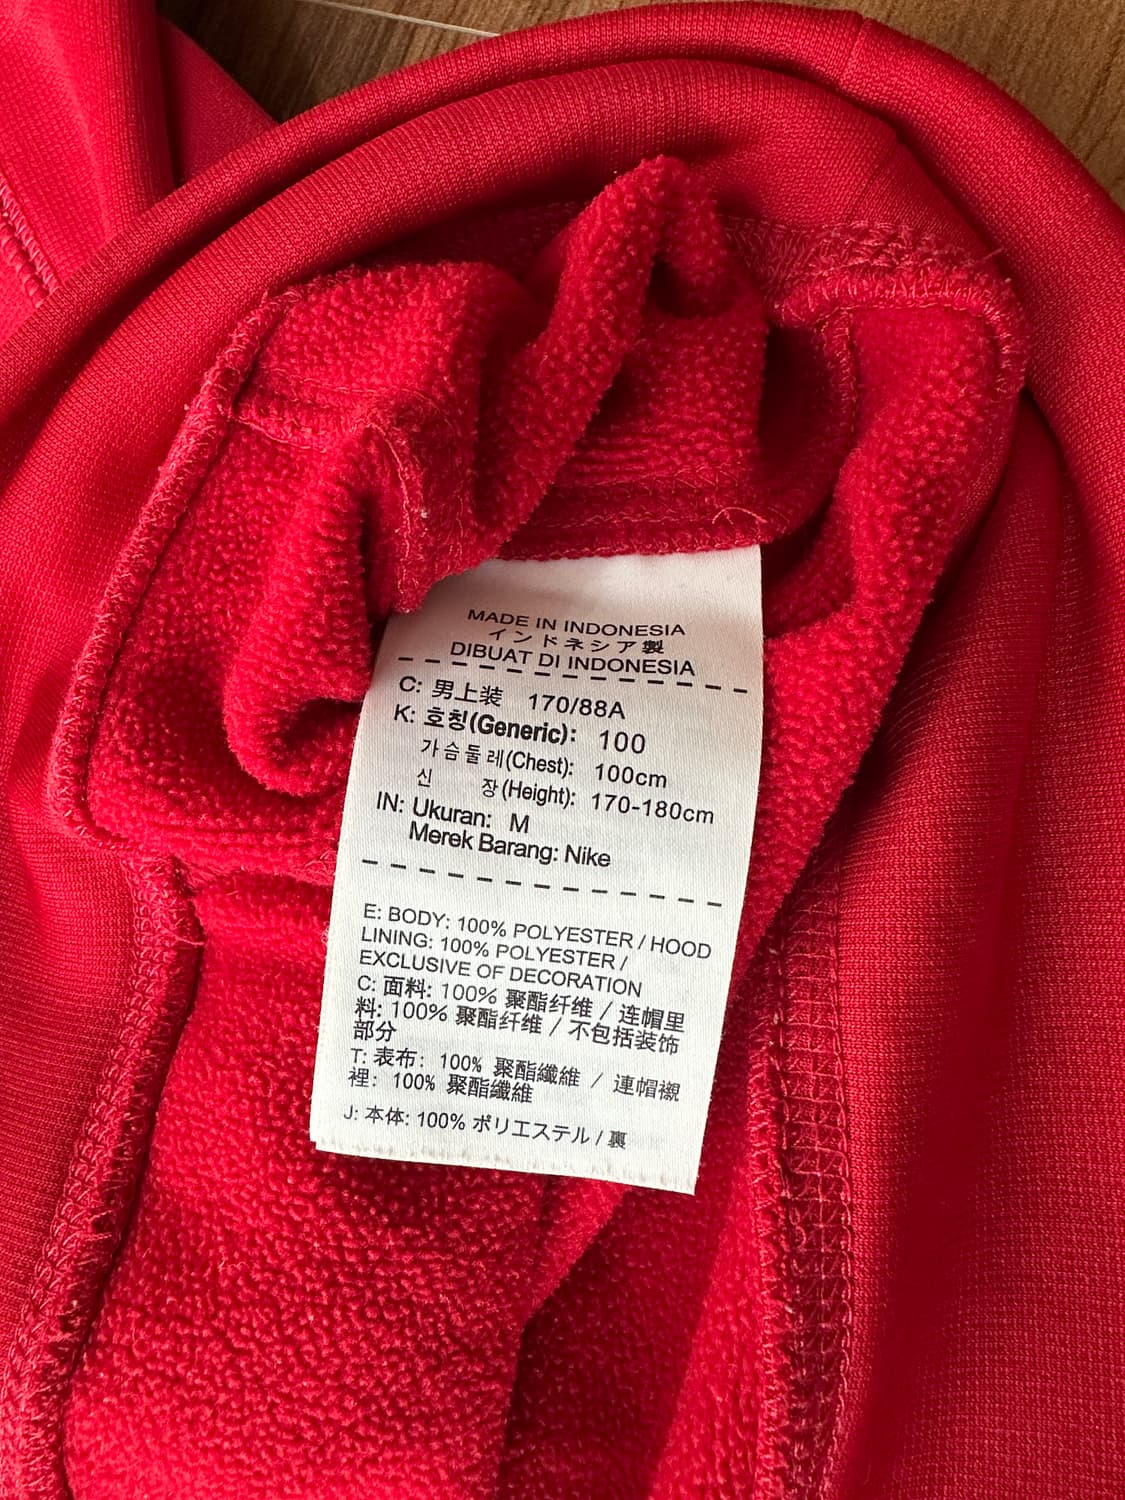 MADE IN INDONESIA
インドネシア製
DIBUAT DI INDONESIA
C: 男上装 170/88A
K: 호칭(Generic): 100
가슴둘레(Chest): 100cm
신 장(Height): 170-180cm
IN: Ukuran: M
Merek Barang: Nike
E: BODY: 100% POLYESTER / HOOD
LINING: 100% POLYESTER /
EXCLUSIVE OF DECORATION
C: 面料: 100% 聚酯纤维 / 连帽里
料: 100% 聚酯纤维 / 不包括装饰
部分
T: 表布: 100% 聚酯纖維 / 連帽襯
裡: 100% 聚酯纖維
J: 本体: 100% ポリエステル / 裏